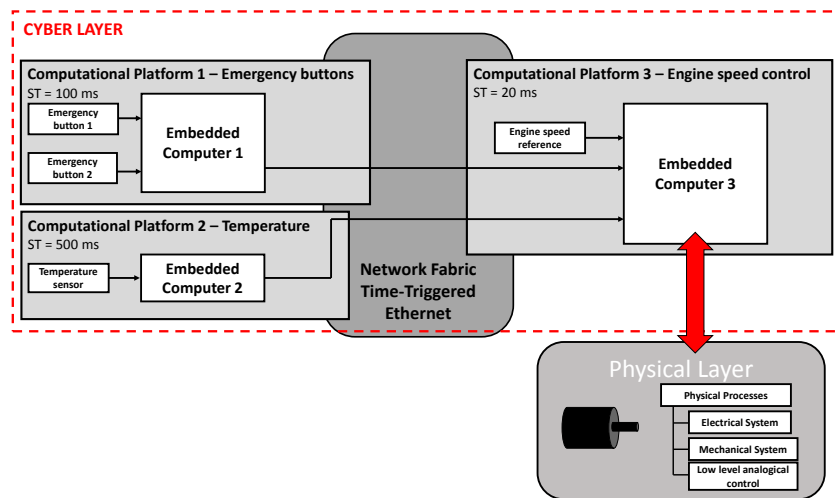 CYBER LAYER
Computational Platform 1 – Emergency buttons
ST = 100 ms
Emergency
button 1
Emergency
button 2
Embedded
Computer 1
Computational Platform 2 – Temperature
ST = 500 ms
Temperature
sensor
Embedded
Computer 2
Network Fabric
Time-Triggered
Ethernet
Computational Platform 3 – Engine speed control
ST = 20 ms
Engine speed
reference
Embedded
Computer 3
Physical Layer
Physical Processes
Electrical System
Mechanical System
Low level analogical
control